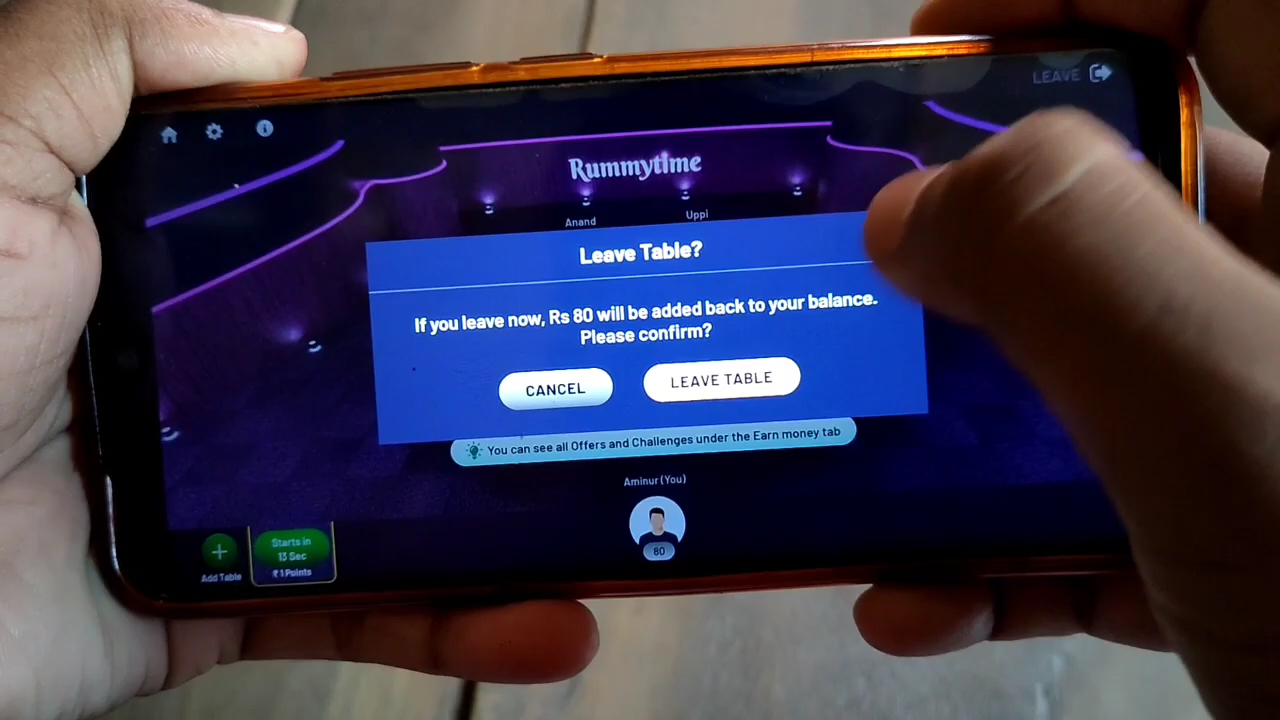 LEAVE
Rummytime
Anand
Uppi
Leave Table?
If you leave now, Rs 80 will be added back to your balance.
Please confirm?
CANCEL
LEAVE TABLE
You can see all Offers and Challenges under the Earn money tab
Aminur (You)
80
+
Add Table
Starts in
13 Sec
₹ 1 Points